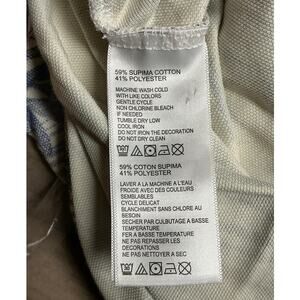 59% SUPIMA COTTON
41% POLYESTER
MACHINE WASH COLD
WITH LIKE COLORS
GENTLE CYCLE
NON CHLORINE BLEACH
IF NEEDED
TUMBLE DRY LOW
COOL IRON
DO NOT IRON THE DECORATION
DO NOT DRY CLEAN
59% COTON SUPIMA
41% POLYESTER
LAVER A LA MACHINE A L'EAU
FROIDE AVEC DES COULEURS
SEMBLABLES
CYCLE DELICAT
BLANCHIMENT SANS CHLORE AU
BESOIN
SECHER PAR CULBUTAGE A BASSE
TEMPERATURE
FER A BASSE TEMPERATURE
NE PAS REPASSER LES
DECORATIONS
NE PAS NETTOYER A SEC